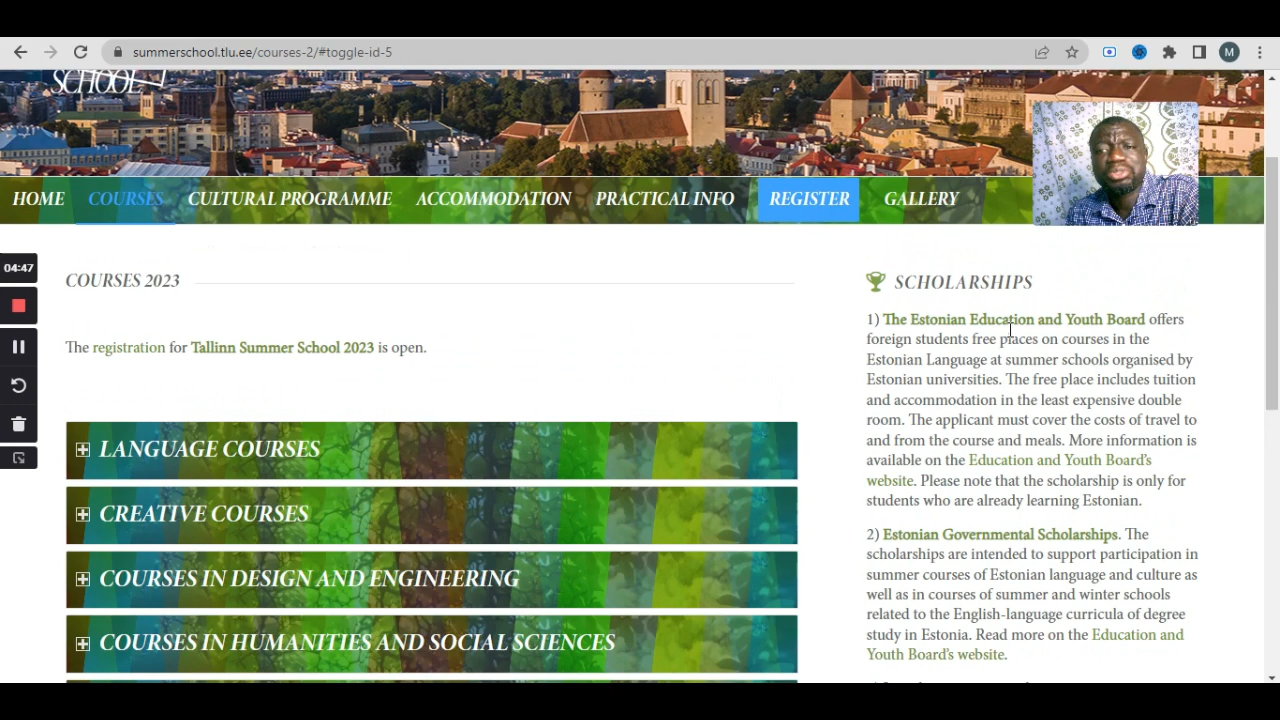 summerschool.tlu.ee/courses-2/#toggle-id-5
M
SCHOOL
HOME COURSES CULTURAL PROGRAMME ACCOMMODATION PRACTICAL INFO REGISTER GALLERY
04:47
COURSES 2023
The registration for Tallinn Summer School 2023 is open.
LANGUAGE COURSES
CREATIVE COURSES
COURSES IN DESIGN AND ENGINEERING
COURSES IN HUMANITIES AND SOCIAL SCIENCES
SCHOLARSHIPS
1) The Estonian Education and Youth Board offers
foreign students free places on courses in the
Estonian Language at summer schools organised by
Estonian universities. The free place includes tuition
and accommodation in the least expensive double
room. The applicant must cover the costs of travel to
and from the course and meals. More information is
available on the Education and Youth Board's
website. Please note that the scholarship is only for
students who are already learning Estonian.
2) Estonian Governmental Scholarships. The
scholarships are intended to support participation in
summer courses of Estonian language and culture as
well as in courses of summer and winter schools
related to the English-language curricula of degree
study in Estonia. Read more on the Education and
Youth Board's website.